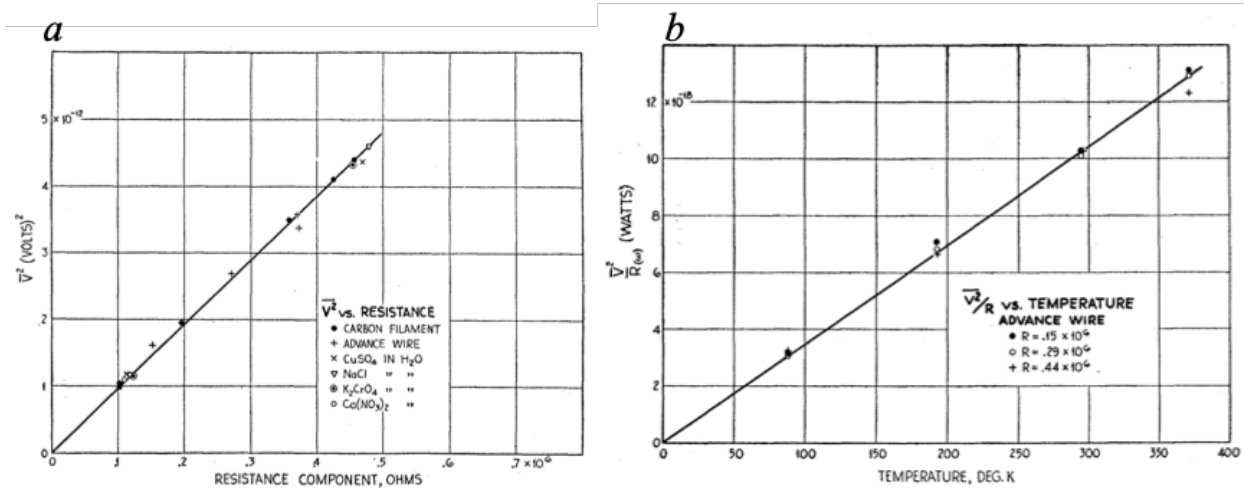 a
5 ×10⁻¹²
4
3
2
1
0
V̄² (VOLTS)²
V̄² vs. RESISTANCE
● CARBON FILAMENT
+ ADVANCE WIRE
× CuSO₄ IN H₂O
▽ NaCl " "
⊙ K₂CrO₄ " "
○ Ca(NO₃)₂ "
0 .1 .2 .3 .4 .5 .6 .7 × 10⁶
RESISTANCE COMPONENT, OHMS
b
×10⁻¹⁸
12
10
8
6
4
2
0
V̄²/R(ω) (WATTS)
V̄²/R vs. TEMPERATURE
ADVANCE WIRE
● R = .15 × 10⁶
○ R = .29 × 10⁶
+ R = .44 × 10⁶
0 50 100 150 200 250 300 350 400
TEMPERATURE, DEG. K